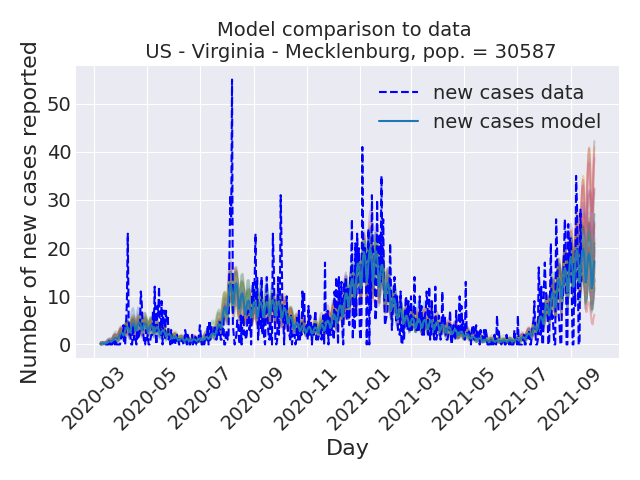 Model comparison to data
US - Virginia - Mecklenburg, pop. = 30587
Number of new cases reported
50
40
30
20
10
0
new cases data
new cases model
2020-03
2020-05
2020-07
2020-09
2020-11
2021-01
2021-03
2021-05
2021-07
2021-09
Day